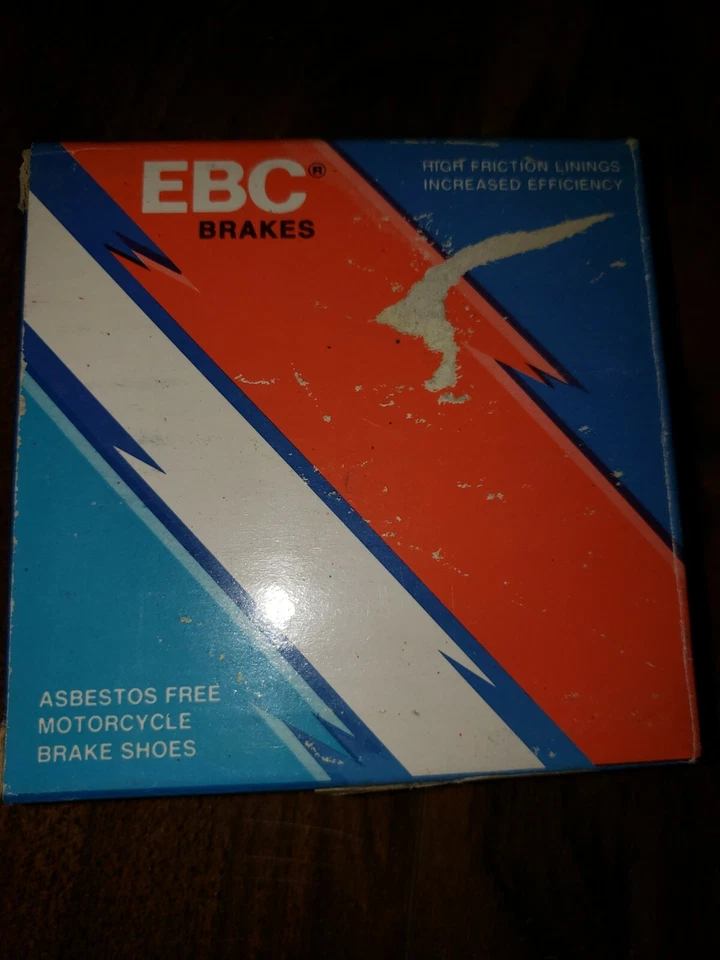 EBC®
BRAKES
HIGH FRICTION LININGS
INCREASED EFFICIENCY
ASBESTOS FREE
MOTORCYCLE
BRAKE SHOES